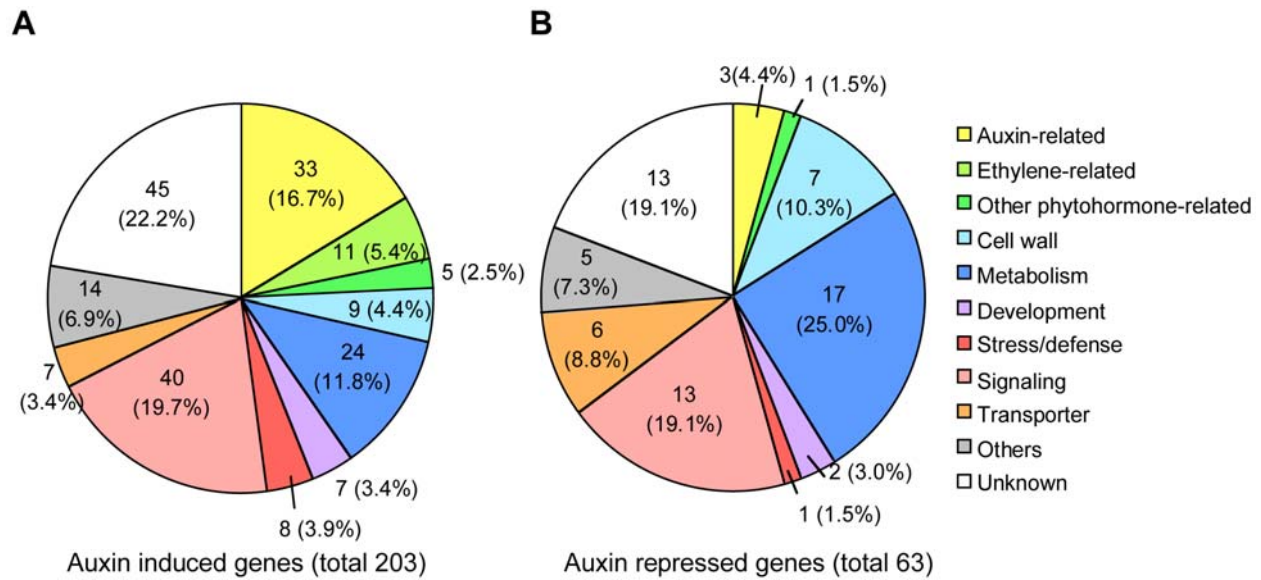 A
33
(16.7%)
11 (5.4%)
5 (2.5%)
9 (4.4%)
24
(11.8%)
7 (3.4%)
8 (3.9%)
40
(19.7%)
7
(3.4%)
14
(6.9%)
45
(22.2%)
Auxin induced genes (total 203)
B
3(4.4%)
1 (1.5%)
7
(10.3%)
17
(25.0%)
2 (3.0%)
1 (1.5%)
13
(19.1%)
6
(8.8%)
5
(7.3%)
13
(19.1%)
Auxin repressed genes (total 63)
Auxin-related
Ethylene-related
Other phytohormone-related
Cell wall
Metabolism
Development
Stress/defense
Signaling
Transporter
Others
Unknown